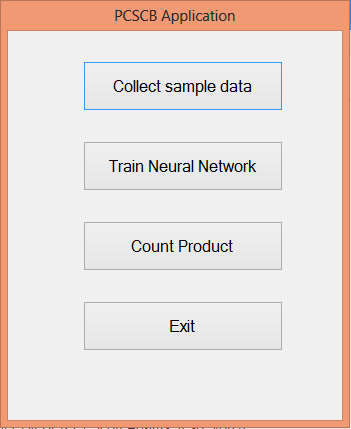 PCSCB Application
Collect sample data
Train Neural Network
Count Product
Exit